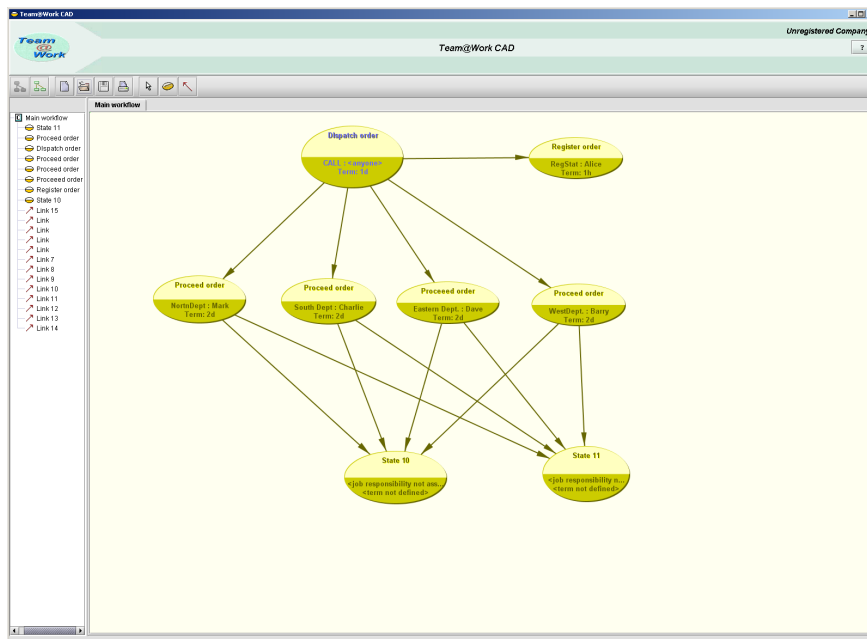 Team@Work CAD
Unregistered Company
Team
@
Work
Team@Work CAD
?
Main workflow
Main workflow
State 11
Proceed order
Dispatch order
Proceed order
Proceed order
Proceeed order
Register order
State 10
Link 15
Link
Link
Link
Link
Link 7
Link 8
Link 9
Link 10
Link 11
Link 12
Link 13
Link 14
Dispatch order
CALL : <anyone>
Term: 1d
Register order
RegStat : Alice
Term: 1h
Proceed order
NortnDept : Mark
Term: 2d
Proceed order
South Dept : Charlie
Term: 2d
Proceeed order
Eastern Dept. : Dave
Term: 2d
Proceed order
WestDept. : Barry
Term: 2d
State 10
<job responsibility not ass...
<term not defined>
State 11
<job responsibility n...
<term not defined>